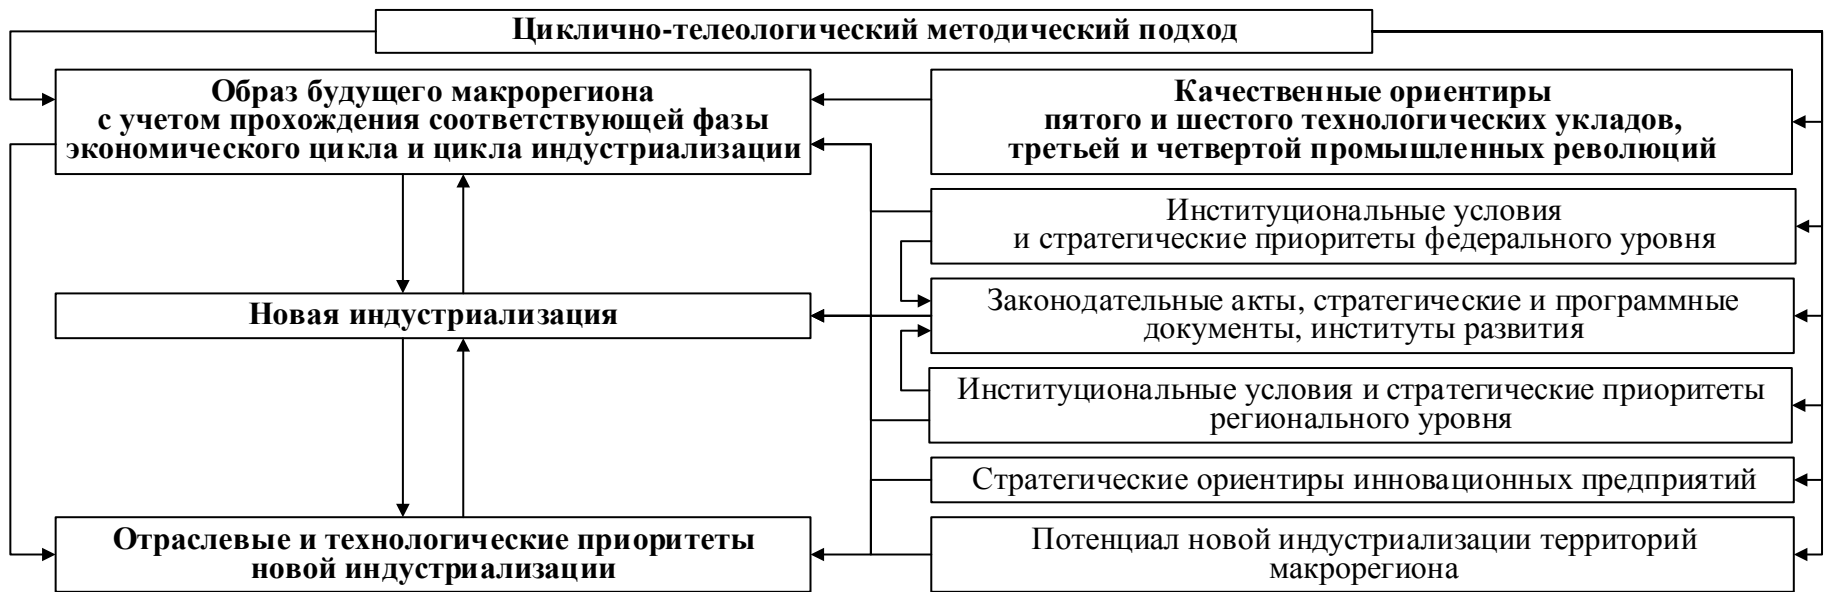 Циклично-телеологический методический подход
Образ будущего макрорегиона
с учетом прохождения соответствующей фазы
экономического цикла и цикла индустриализации
Качественные ориентиры
пятого и шестого технологических укладов,
третьей и четвертой промышленных революций
Институциональные условия
и стратегические приоритеты федерального уровня
Новая индустриализация
Законодательные акты, стратегические и программные
документы, институты развития
Институциональные условия и стратегические приоритеты
регионального уровня
Стратегические ориентиры инновационных предприятий
Отраслевые и технологические приоритеты
новой индустриализации
Потенциал новой индустриализации территорий
макрорегиона